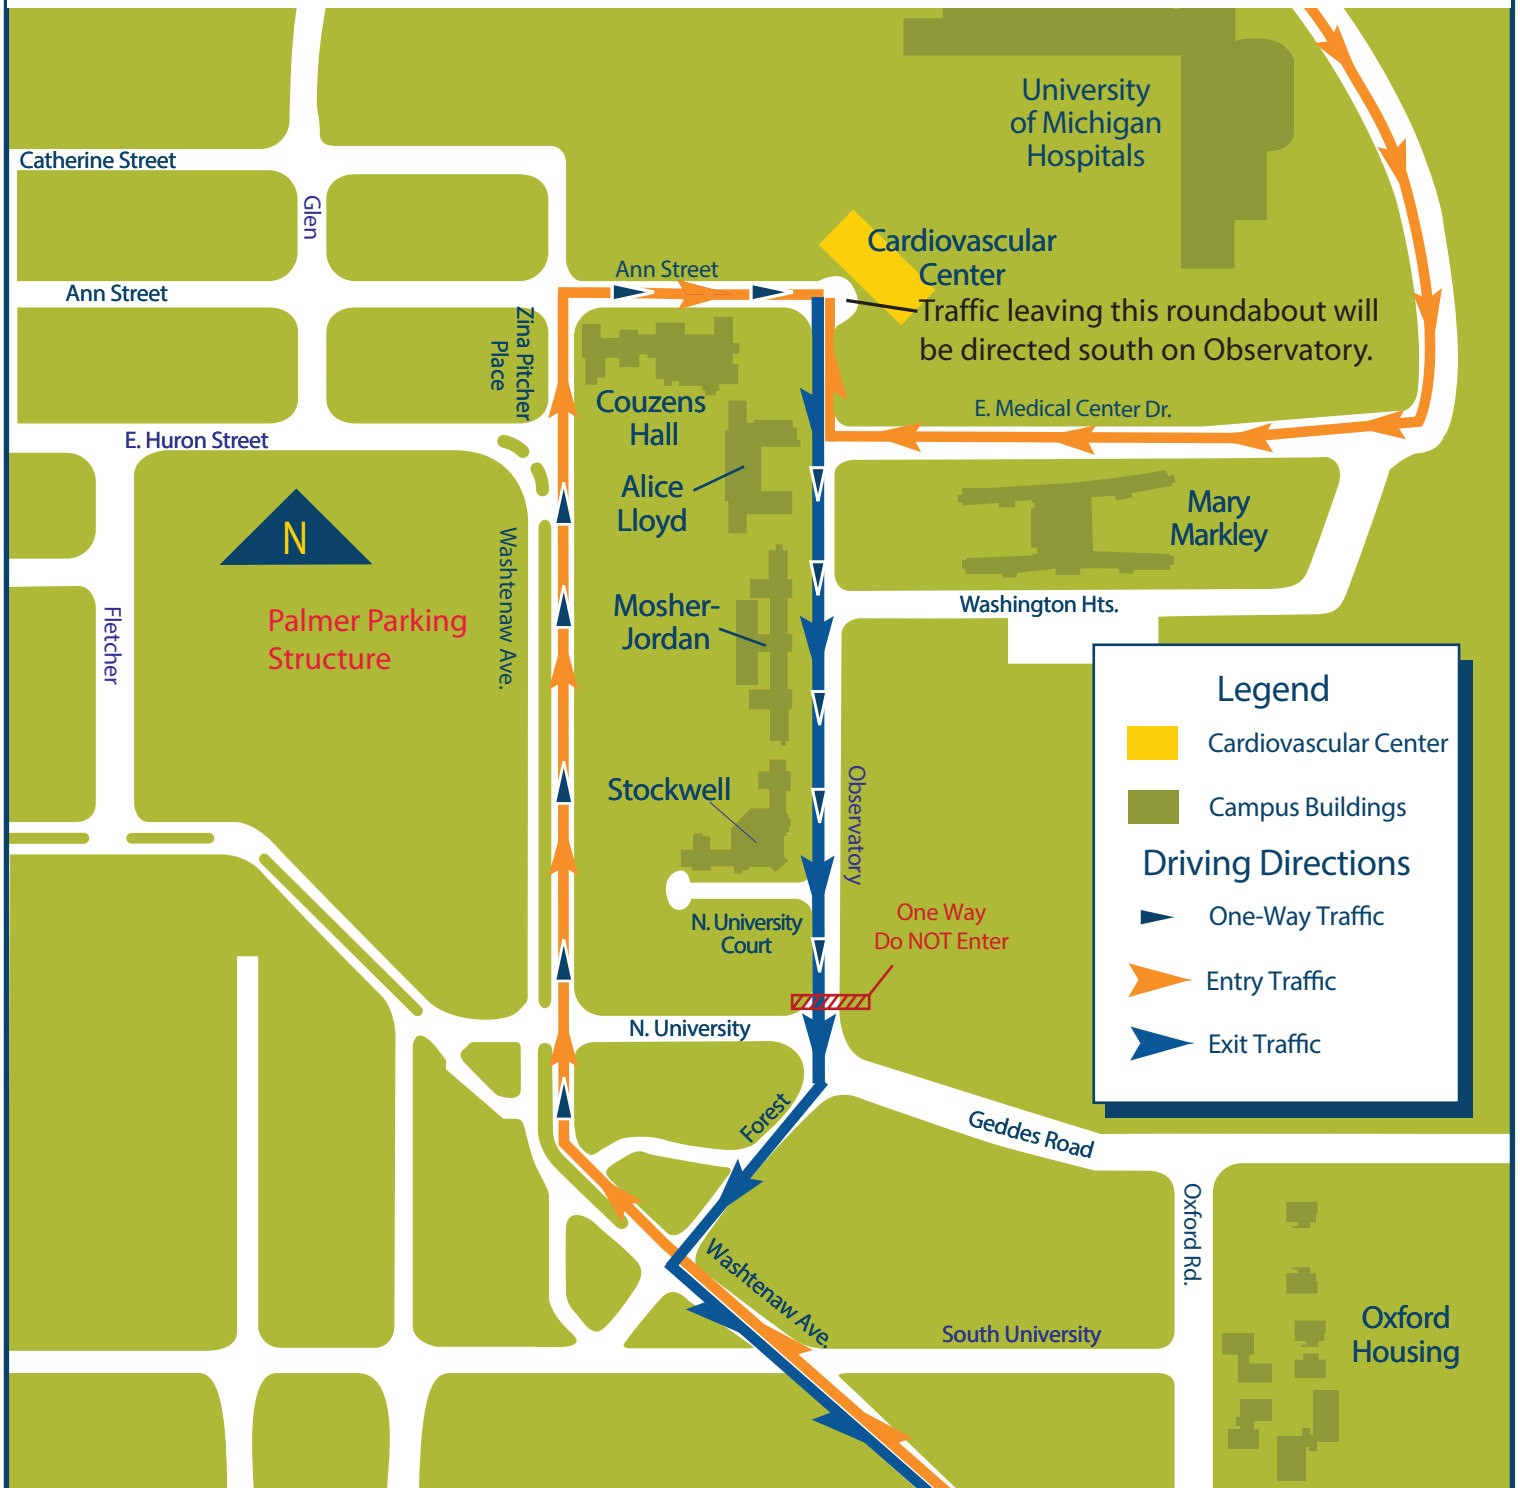 University
of Michigan
Hospitals
Catherine Street
Glen
Cardiovascular
Center
Ann Street
Ann Street
Traffic leaving this roundabout will
be directed south on Observatory.
Zina Pitcher
Place
Couzens
Hall
E. Medical Center Dr.
E. Huron Street
Alice
Lloyd
Mary
Markley
N
Washtenaw Ave.
Mosher-
Jordan
Washington Hts.
Fletcher
Palmer Parking
Structure
Legend
Cardiovascular Center
Campus Buildings
Driving Directions
One-Way Traffic
Entry Traffic
Exit Traffic
Stockwell
Observatory
N. University
Court
One Way
Do NOT Enter
N. University
Forest
Geddes Road
Oxford Rd.
Washtenaw Ave.
South University
Oxford
Housing